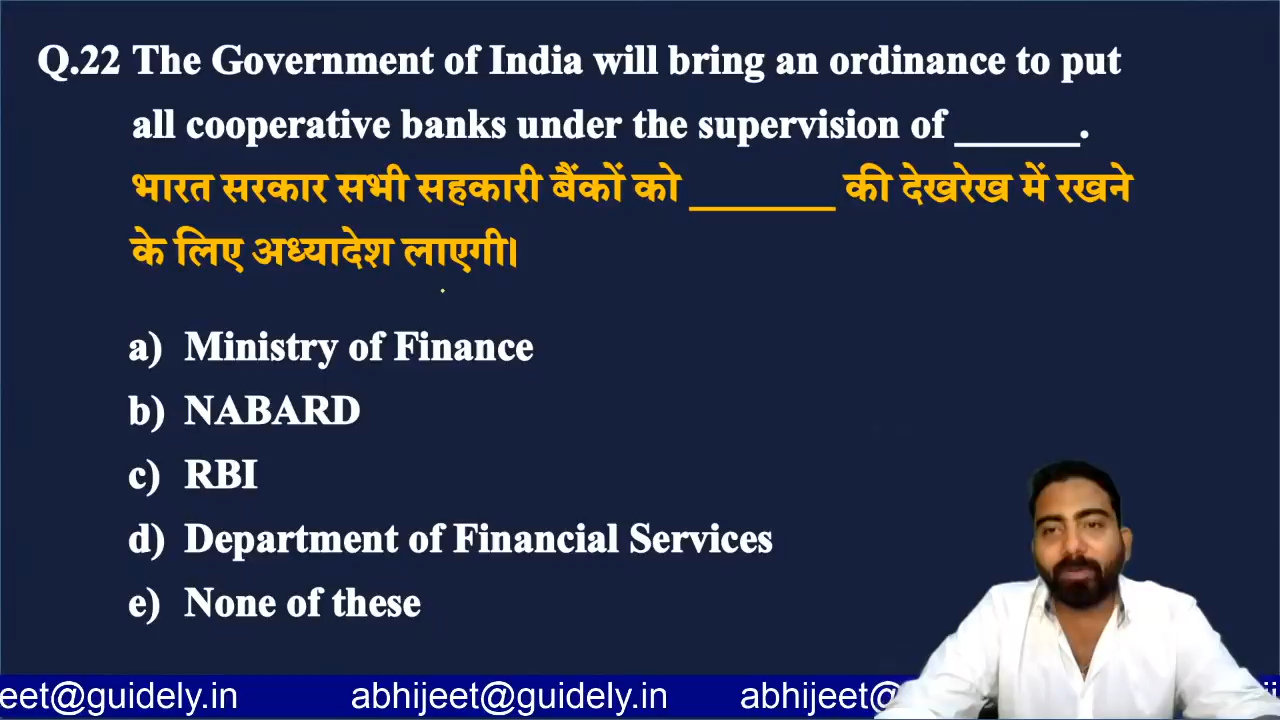 Q.22 The Government of India will bring an ordinance to put
all cooperative banks under the supervision of ______.
भारत सरकार सभी सहकारी बैंकों को _______ की देखरेख में रखने
के लिए अध्यादेश लाएगी।
a) Ministry of Finance
b) NABARD
c) RBI
d) Department of Financial Services
e) None of these
eet@guidely.in abhijeet@guidely.in abhijeet@